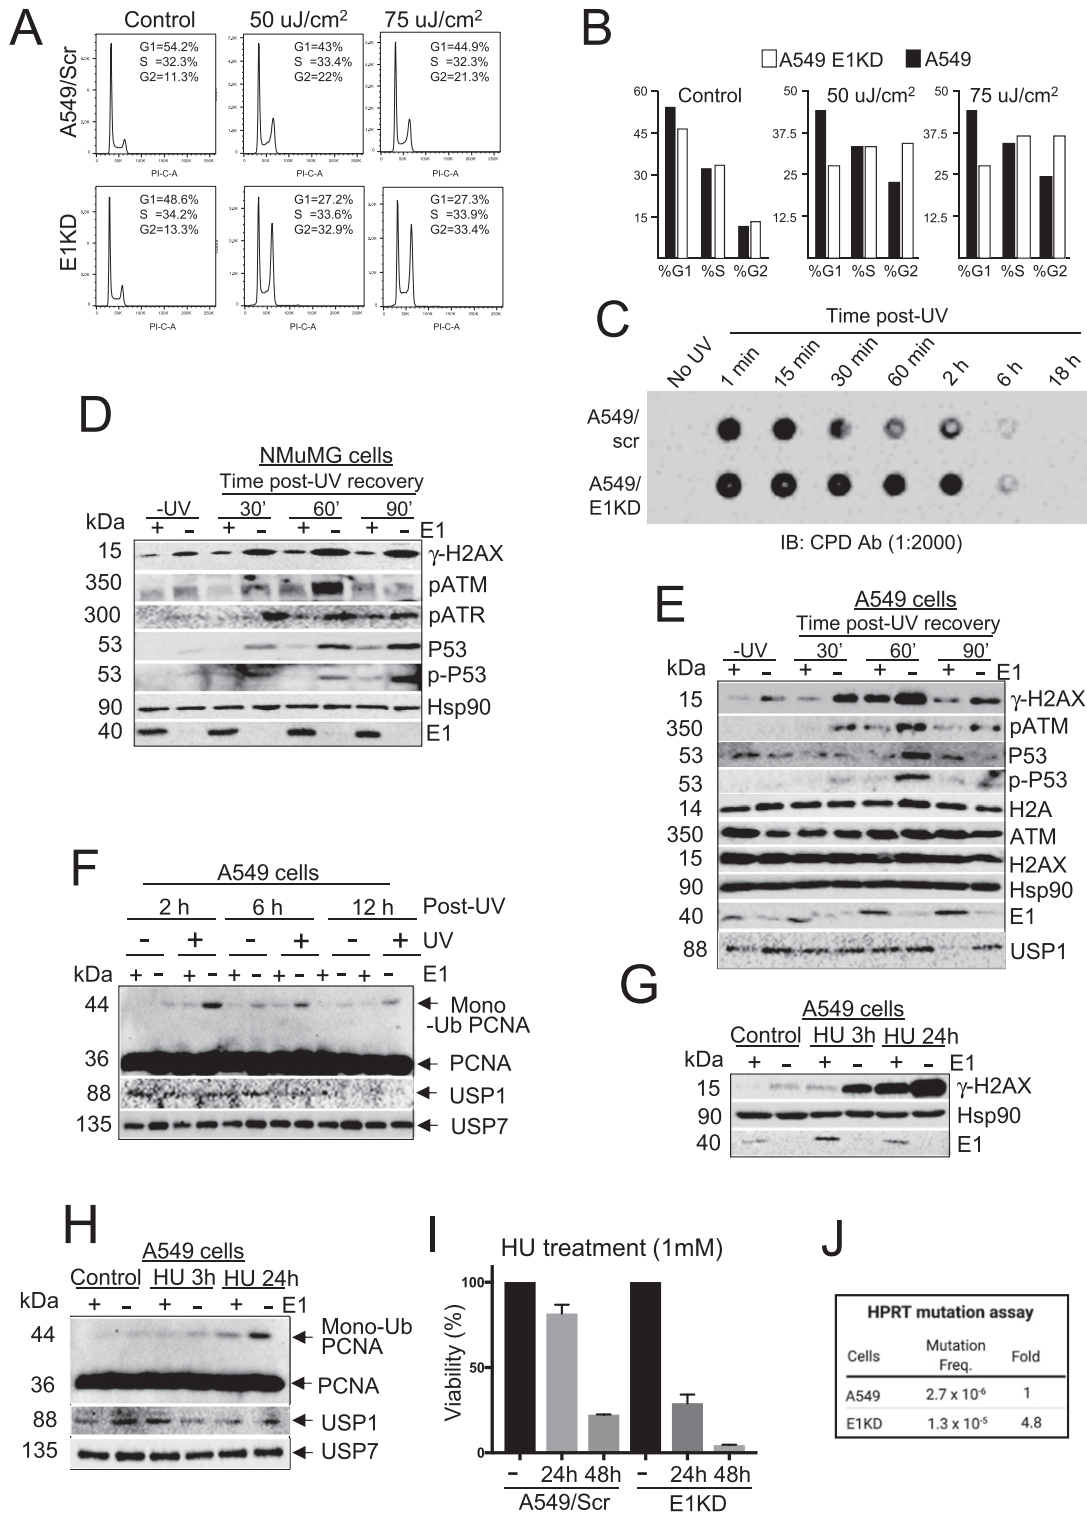 A
Control
50 uJ/cm2
75 uJ/cm2
A549/Scr
G1=54.2%
S =32.3%
G2=11.3%
G1=43%
S =33.4%
G2=22%
G1=44.9%
S =32.3%
G2=21.3%
PI-C-A
PI-C-A
PI-C-A
E1KD
G1=48.6%
S =34.2%
G2=13.3%
G1=27.2%
S =33.6%
G2=32.9%
G1=27.3%
S =33.9%
G2=33.4%
PI-C-A
PI-C-A
PI-C-A
B
A549 E1KD
A549
Control
60
45
30
15
%G1
%S
%G2
50 uJ/cm2
50
37.5
25
12.5
%G1
%S
%G2
75 uJ/cm2
50
37.5
25
12.5
%G1
%S
%G2
C
Time post-UV
No UV
1 min
15 min
30 min
60 min
2 h
6 h
18 h
A549/
scr
A549/
E1KD
IB: CPD Ab (1:2000)
D
NMuMG cells
Time post-UV recovery
-UV 30' 60' 90'
kDa + - + - + - + - E1
15 γ-H2AX
350 pATM
300 pATR
53 P53
53 p-P53
90 Hsp90
40 E1
E
A549 cells
Time post-UV recovery
-UV 30' 60' 90'
kDa + - + - + - + - E1
15 γ-H2AX
350 pATM
53 P53
53 p-P53
14 H2A
350 ATM
15 H2AX
90 Hsp90
40 E1
88 USP1
F
A549 cells
2 h 6 h 12 h Post-UV
- + - + - + UV
kDa + - + - + - + - + - + - E1
44 Mono
-Ub PCNA
36 PCNA
88 USP1
135 USP7
G
A549 cells
Control HU 3h HU 24h
kDa + - + - + - E1
15 γ-H2AX
90 Hsp90
40 E1
H
A549 cells
Control HU 3h HU 24h
kDa + - + - + - E1
44 Mono-Ub
PCNA
36 PCNA
88 USP1
135 USP7
I
HU treatment (1mM)
Viability (%)
100
50
0
- 24h 48h - 24h 48h
A549/Scr E1KD
J
HPRT mutation assay
Cells Mutation Freq. Fold
A549 2.7 x 10-6 1
E1KD 1.3 x 10-5 4.8